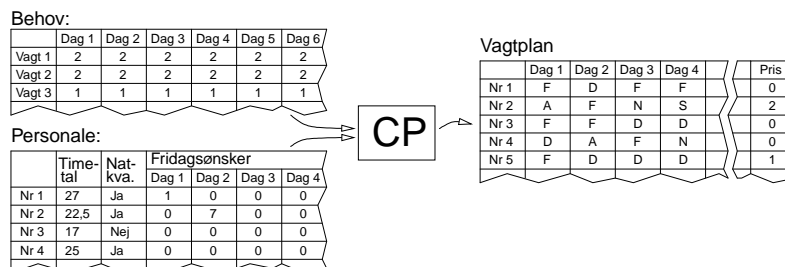 Behov:
Dag 1 Dag 2 Dag 3 Dag 4 Dag 5 Dag 6
Vagt 1 2 2 2 2 2 2
Vagt 2 2 2 2 2 2 2
Vagt 3 1 1 1 1 1 1
Personale:
Time-tal Nat-kva. Fridagsønsker
Dag 1 Dag 2 Dag 3 Dag 4
Nr 1 27 Ja 1 0 0 0
Nr 2 22,5 Ja 0 7 0 0
Nr 3 17 Nej 0 0 0 0
Nr 4 25 Ja 0 0 0 0
CP
Vagtplan
Dag 1 Dag 2 Dag 3 Dag 4 Pris
Nr 1 F D F F 0
Nr 2 A F N S 2
Nr 3 F F D D 0
Nr 4 D A F N 0
Nr 5 F D D D 1